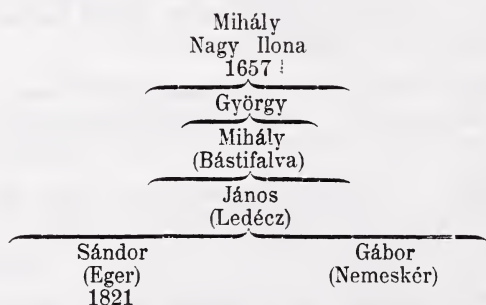 Mihály
Nagy Ilona
1657
György
Mihály
(Bástifalva)
János
(Ledécz)
Sándor Gábor
(Eger) (Nemeskér)
1821